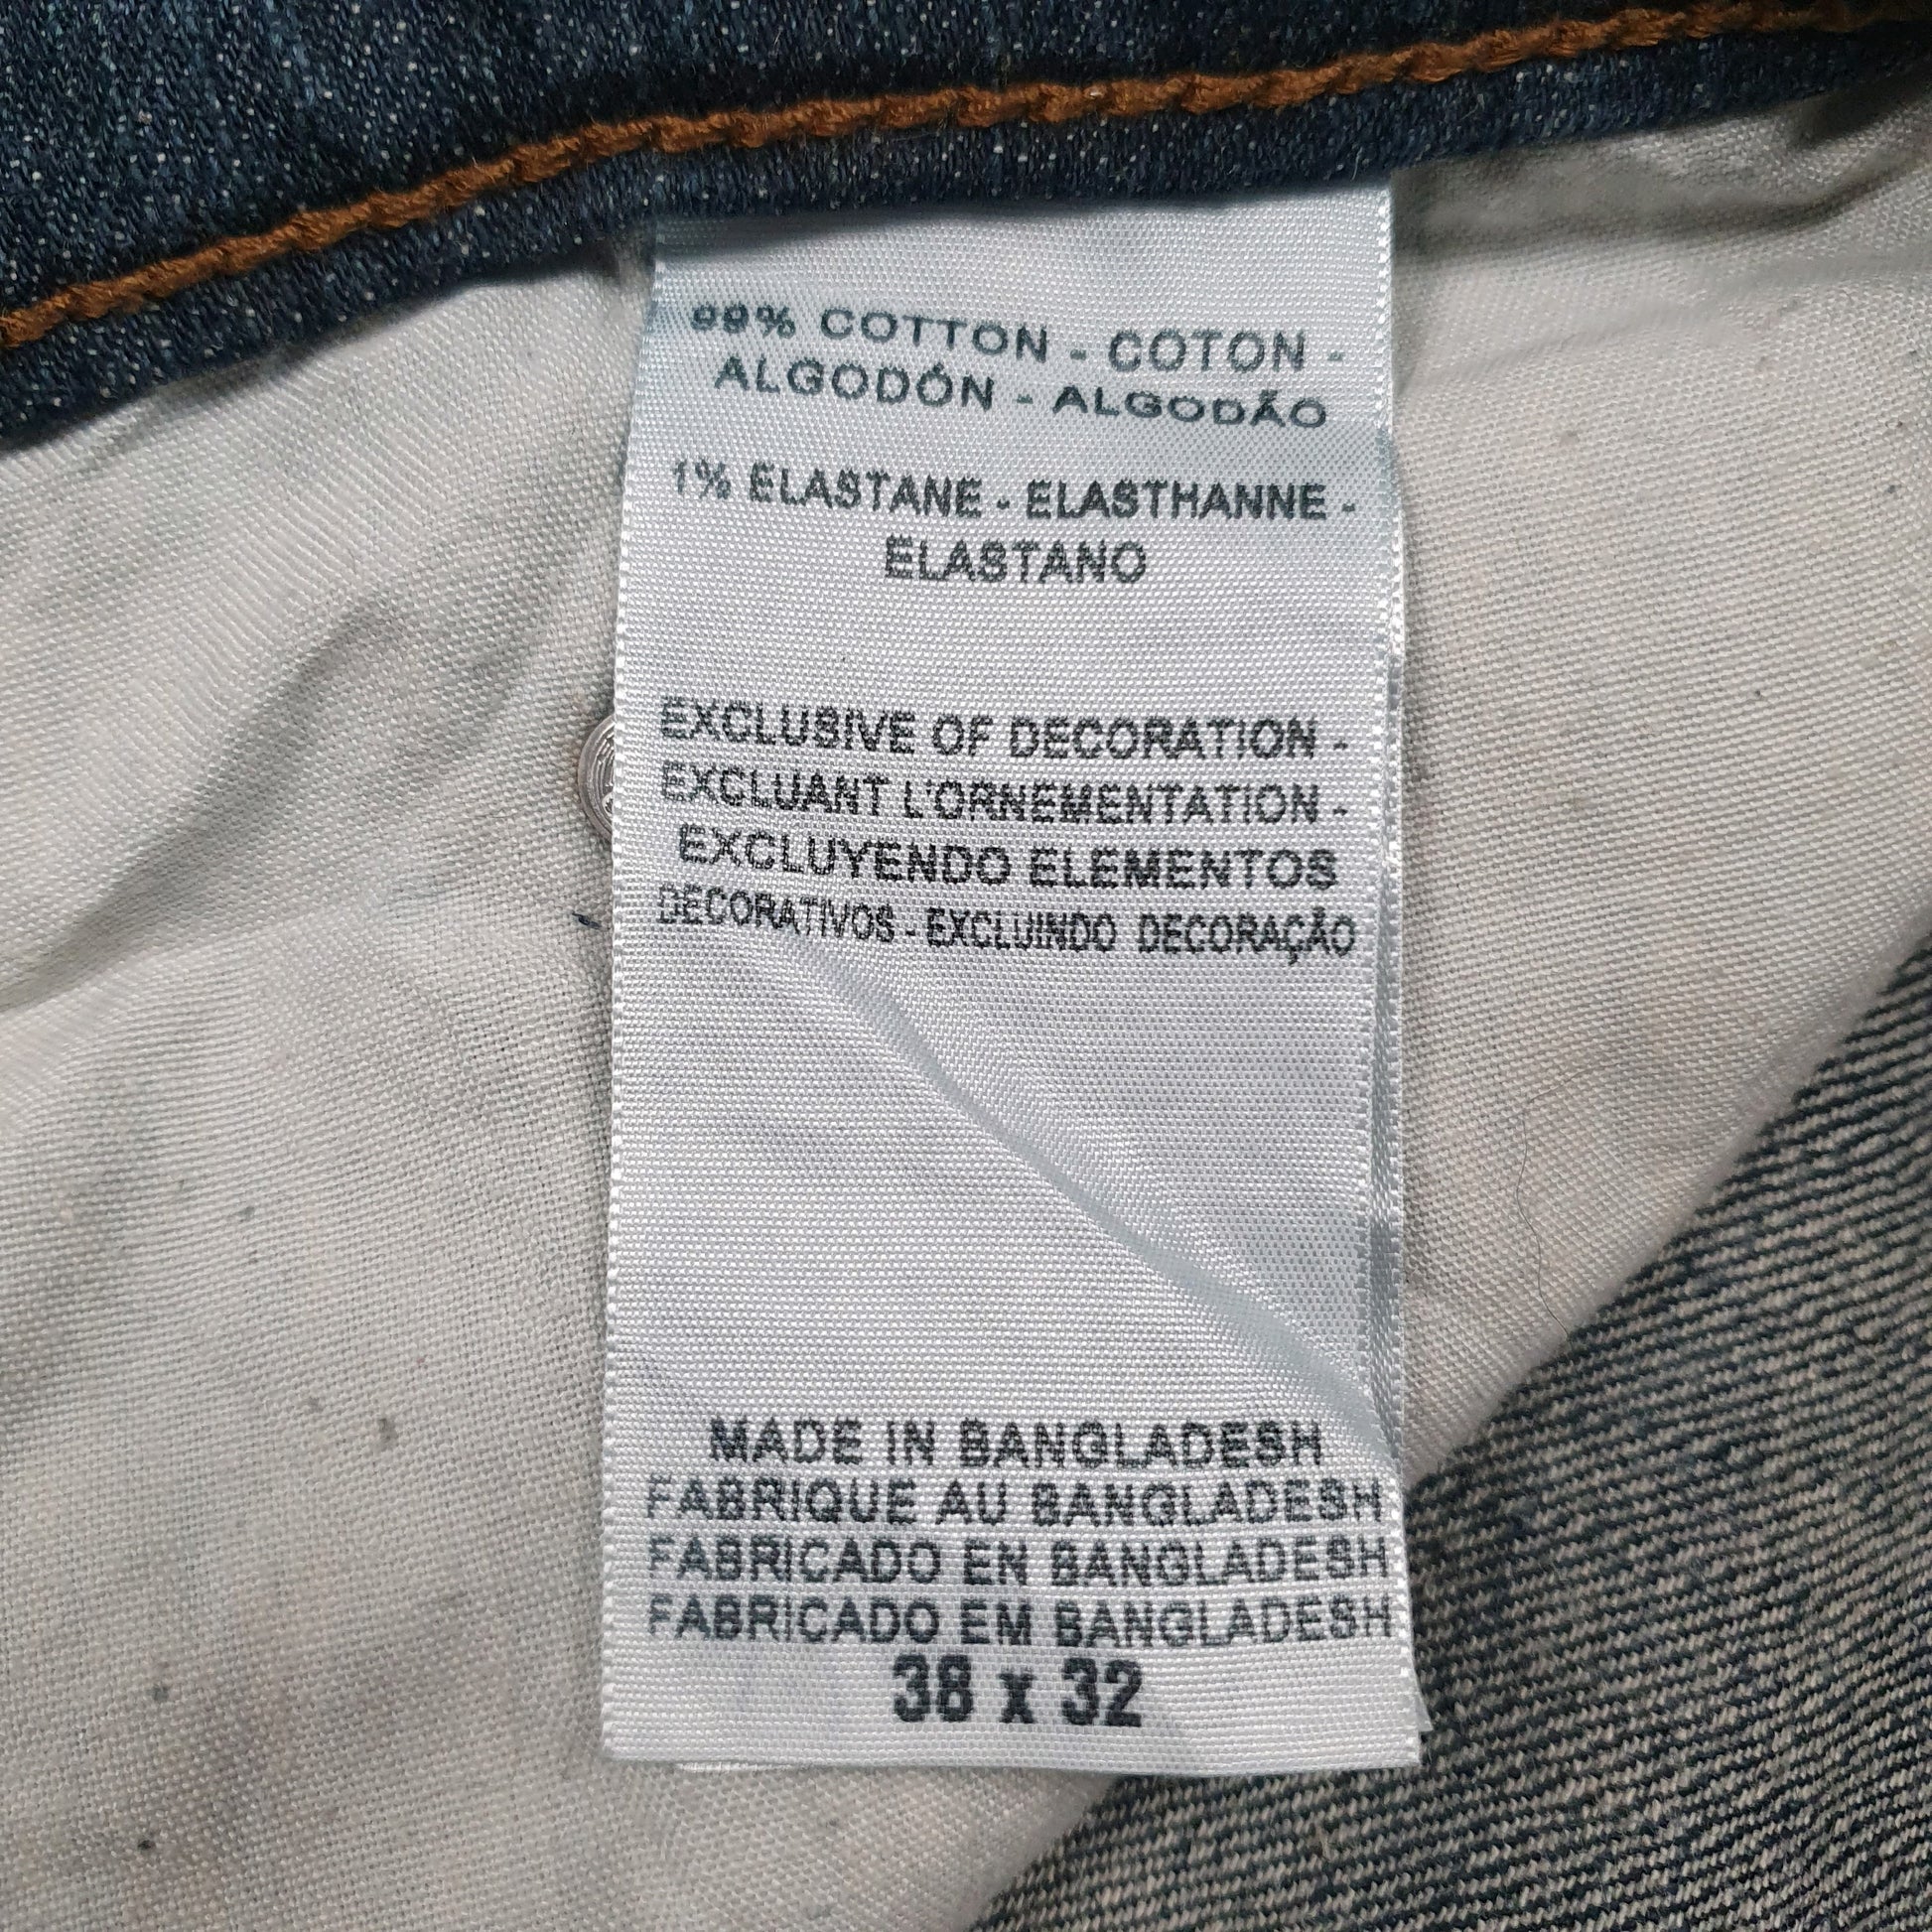 99% COTTON - COTON -
ALGODÓN - ALGODÃO
1% ELASTANE - ELASTHANNE -
ELASTANO
EXCLUSIVE OF DECORATION -
EXCLUANT L'ORNEMENTATION -
EXCLUYENDO ELEMENTOS
DECORATIVOS - EXCLUINDO DECORAÇÃO
MADE IN BANGLADESH
FABRIQUE AU BANGLADESH
FABRICADO EN BANGLADESH
FABRICADO EM BANGLADESH
38 x 32